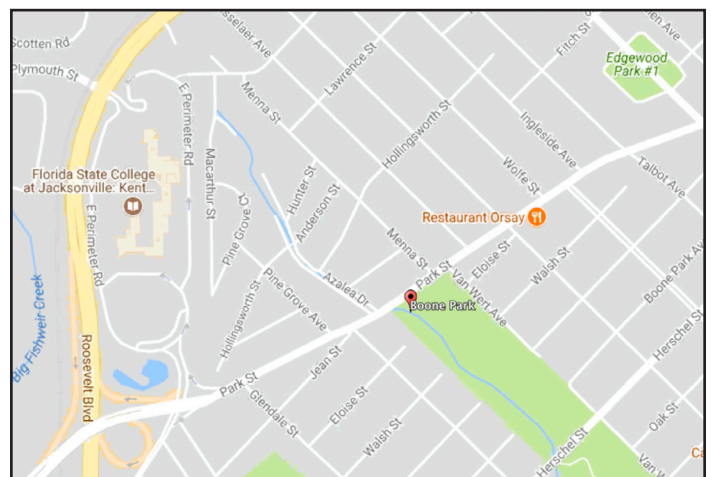 Scotten Rd
Plymouth St
E Perimeter Rd
Florida State College
at Jacksonville: Kent...
E Perimeter Rd
Big Fishweir Creek
Roosevelt Blvd
Macarthur St
Menna St
Lawrence St
Hollingsworth St
Hunter St
Anderson St
Pine Grove Ct
Pine Grove Ave
Azalea Dr
Hollingsworth St
Park St
Glendale St
Jean St
Eloise St
Walsh St
Menna St
Park St
Boone Park
Van Wert Ave
Eloise St
Walsh St
Restaurant Orsay
Wolfe St
Ingleside Ave
Fitch St
Edgewood
Park #1
Talbot Ave
Boone Park Av
Herschel St
Herschel St
Oak St
Van W
Ca